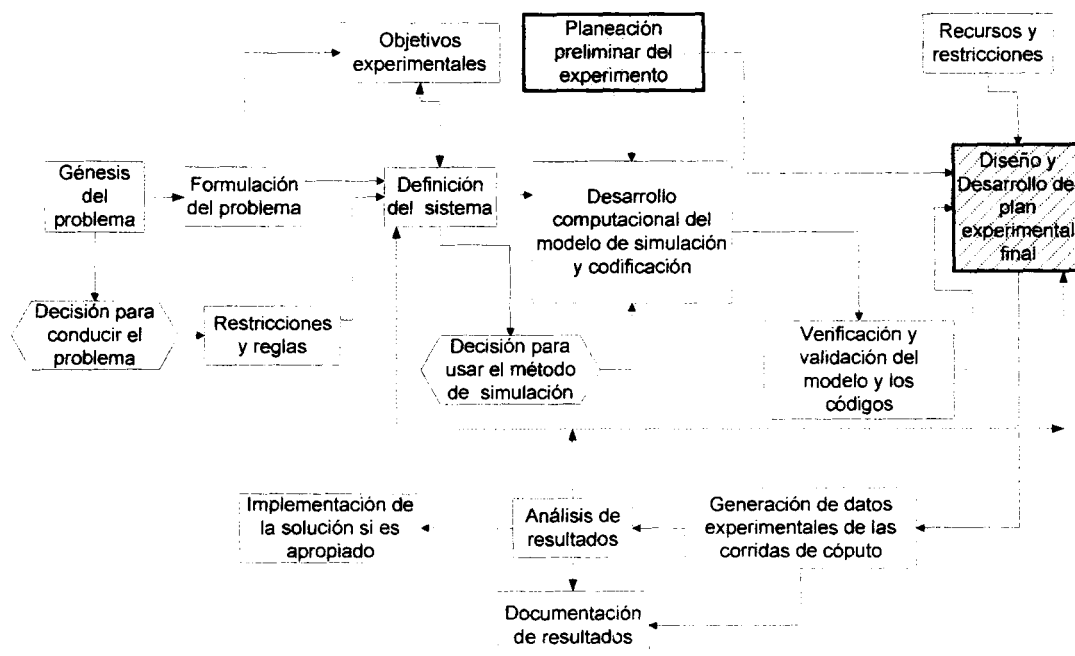 Objetivos
experimentales
Planeación
preliminar del
experimento
Recursos y
restricciones
Génesis
del
problema
Formulación
del problema
Definición
del sistema
Desarrollo
computacional del
modelo de simulación
y codificación
Diseño y
Desarrollo de
plan
experimental
final
Decisión para
conducir el
problema
Restricciones
y reglas
Decisión para
usar el método
de simulación
Verificación y
validación del
modelo y los
códigos
Implementación de
la solución si es
apropiado
Análisis de
resultados
Generación de datos
experimentales de las
corridas de cóputo
Documentación
de resultados